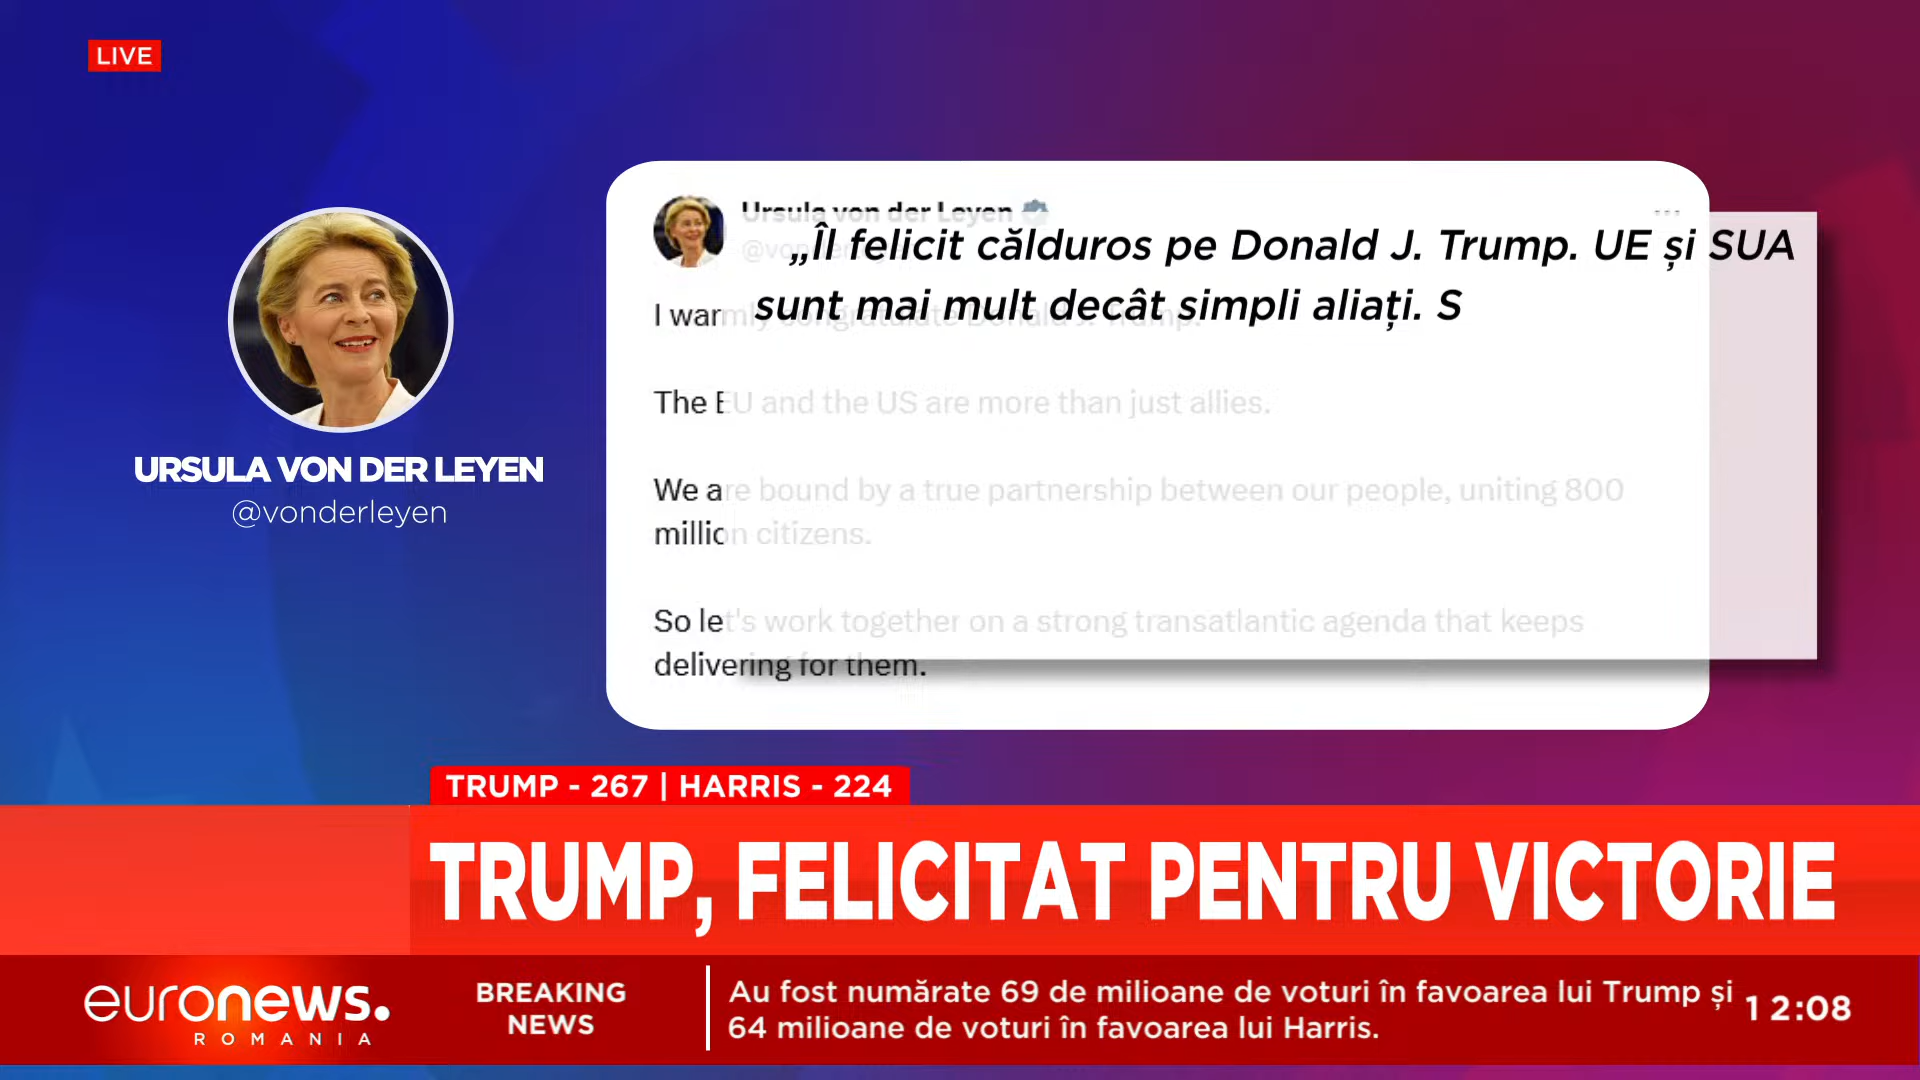 LIVE
Ursula von der Leyen
„Îl felicit călduros pe Donald J. Trump. UE și SUA
sunt mai mult decât simpli aliați. S
I warmly congratulate Donald J. Trump.
The EU and the US are more than just allies.
We are bound by a true partnership between our people, uniting 800
million citizens.
So let's work together on a strong transatlantic agenda that keeps
delivering for them.
URSULA VON DER LEYEN
@vonderleyen
TRUMP - 267 | HARRIS - 224
TRUMP, FELICITAT PENTRU VICTORIE
euronews.
ROMANIA
BREAKING
NEWS
Au fost numărate 69 de milioane de voturi în favoarea lui Trump și
64 milioane de voturi în favoarea lui Harris.
12:08